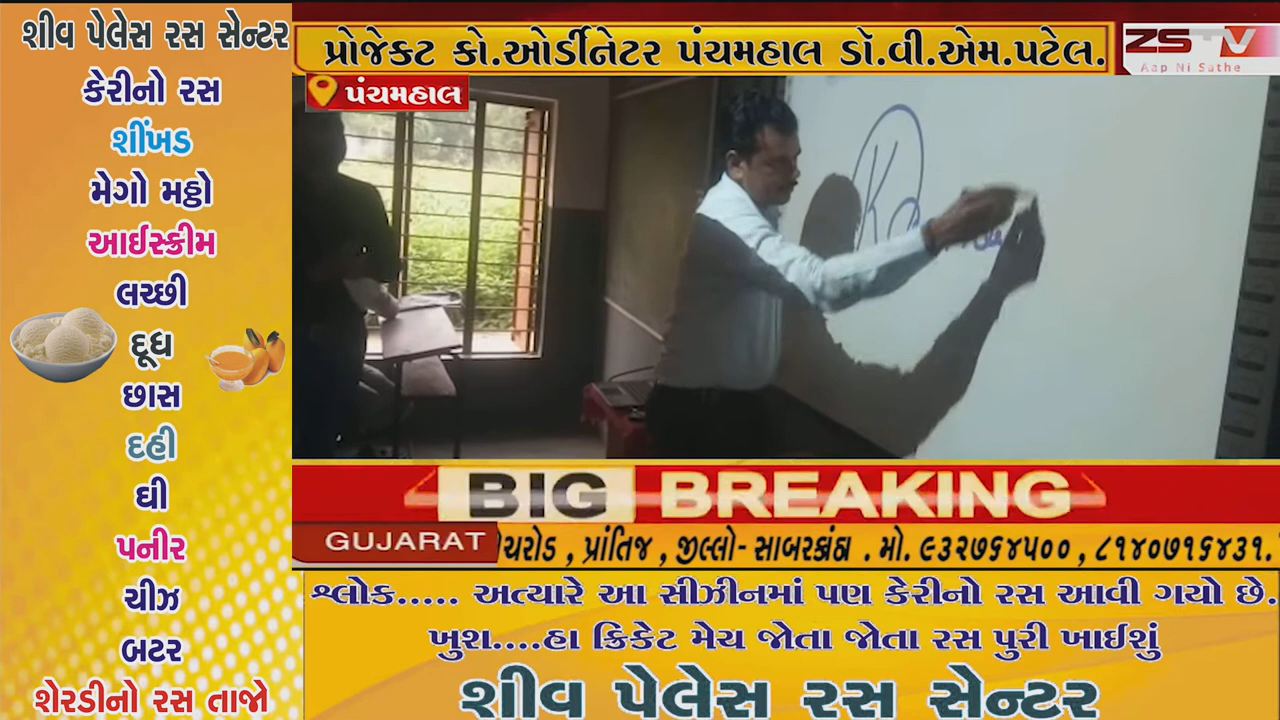 શીવ પેલેસ રસ સેન્ટર
કેરીનો રસ
શીંખડ
મેગો મઠ્ઠો
આઈસ્ક્રીમ
લચ્છી
દૂધ
છાસ
દહી
ઘી
પનીર
ચીઝ
બટર
શેરડીનો રસ તાજો
પ્રોજેકટ કો.ઓર્ડીનેટર પંચમહાલ ડૉ.વી.એમ.પટેલ.
ZSTV
Aap Ni Sathe
પંચમહાલ
BIG BREAKING
GUJARAT
ચરોડ , પ્રાંતિજ , જીલ્લો- સાબરકાંઠા . મો. ૯૩૨૭૬૪૫૦૦ , ૮૧૪૦૭૧૬૪૩૧.
શ્લોક..... અત્યારે આ સીઝીનમાં પણ કેરીનો રસ આવી ગયો છે.
ખુશ....હા ક્રિકેટ મેચ જોતા જોતા રસ પુરી ખાઈશું
શીવ પેલેસ રસ સેન્ટર